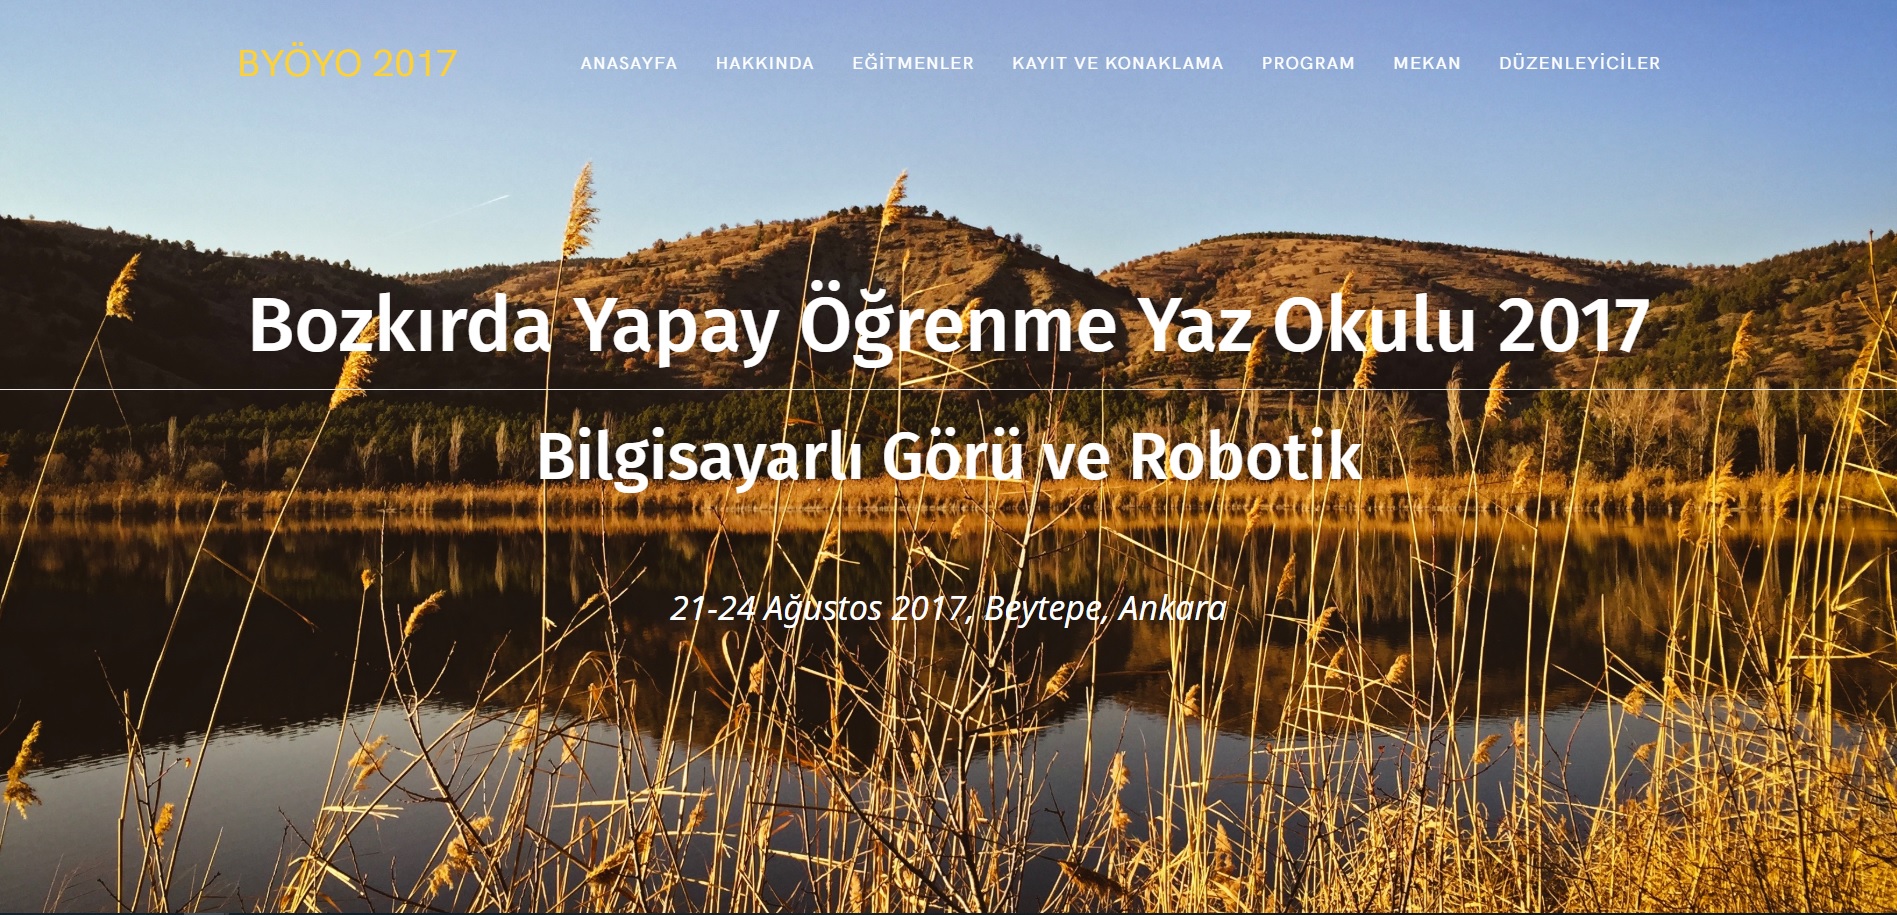 BYÖYO 2017
ANASAYFA HAKKINDA EĞİTMENLER KAYIT VE KONAKLAMA PROGRAM MEKAN DÜZENLEYİCİLER
Bozkırda Yapay Öğrenme Yaz Okulu 2017
Bilgisayarlı Görü ve Robotik
21-24 Ağustos 2017, Beytepe, Ankara